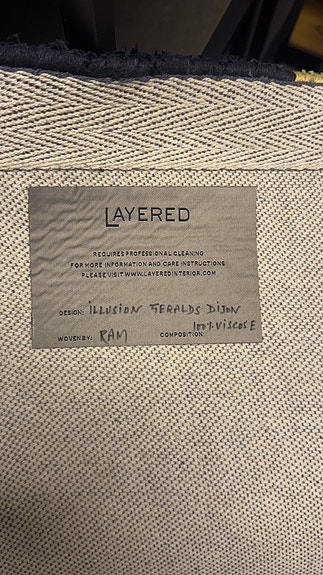 LAYERED
REQUIRES PROFESSIONAL CLEANING
FOR MORE INFORMATION AND CARE INSTRUCTIONS
PLEASE VISIT WWW.LAYEREDINTERIOR.COM
DESIGN: ILLUSION GERALDS DIJON
100% VISCOSE
WOVEN BY: RAM COMPOSITION: